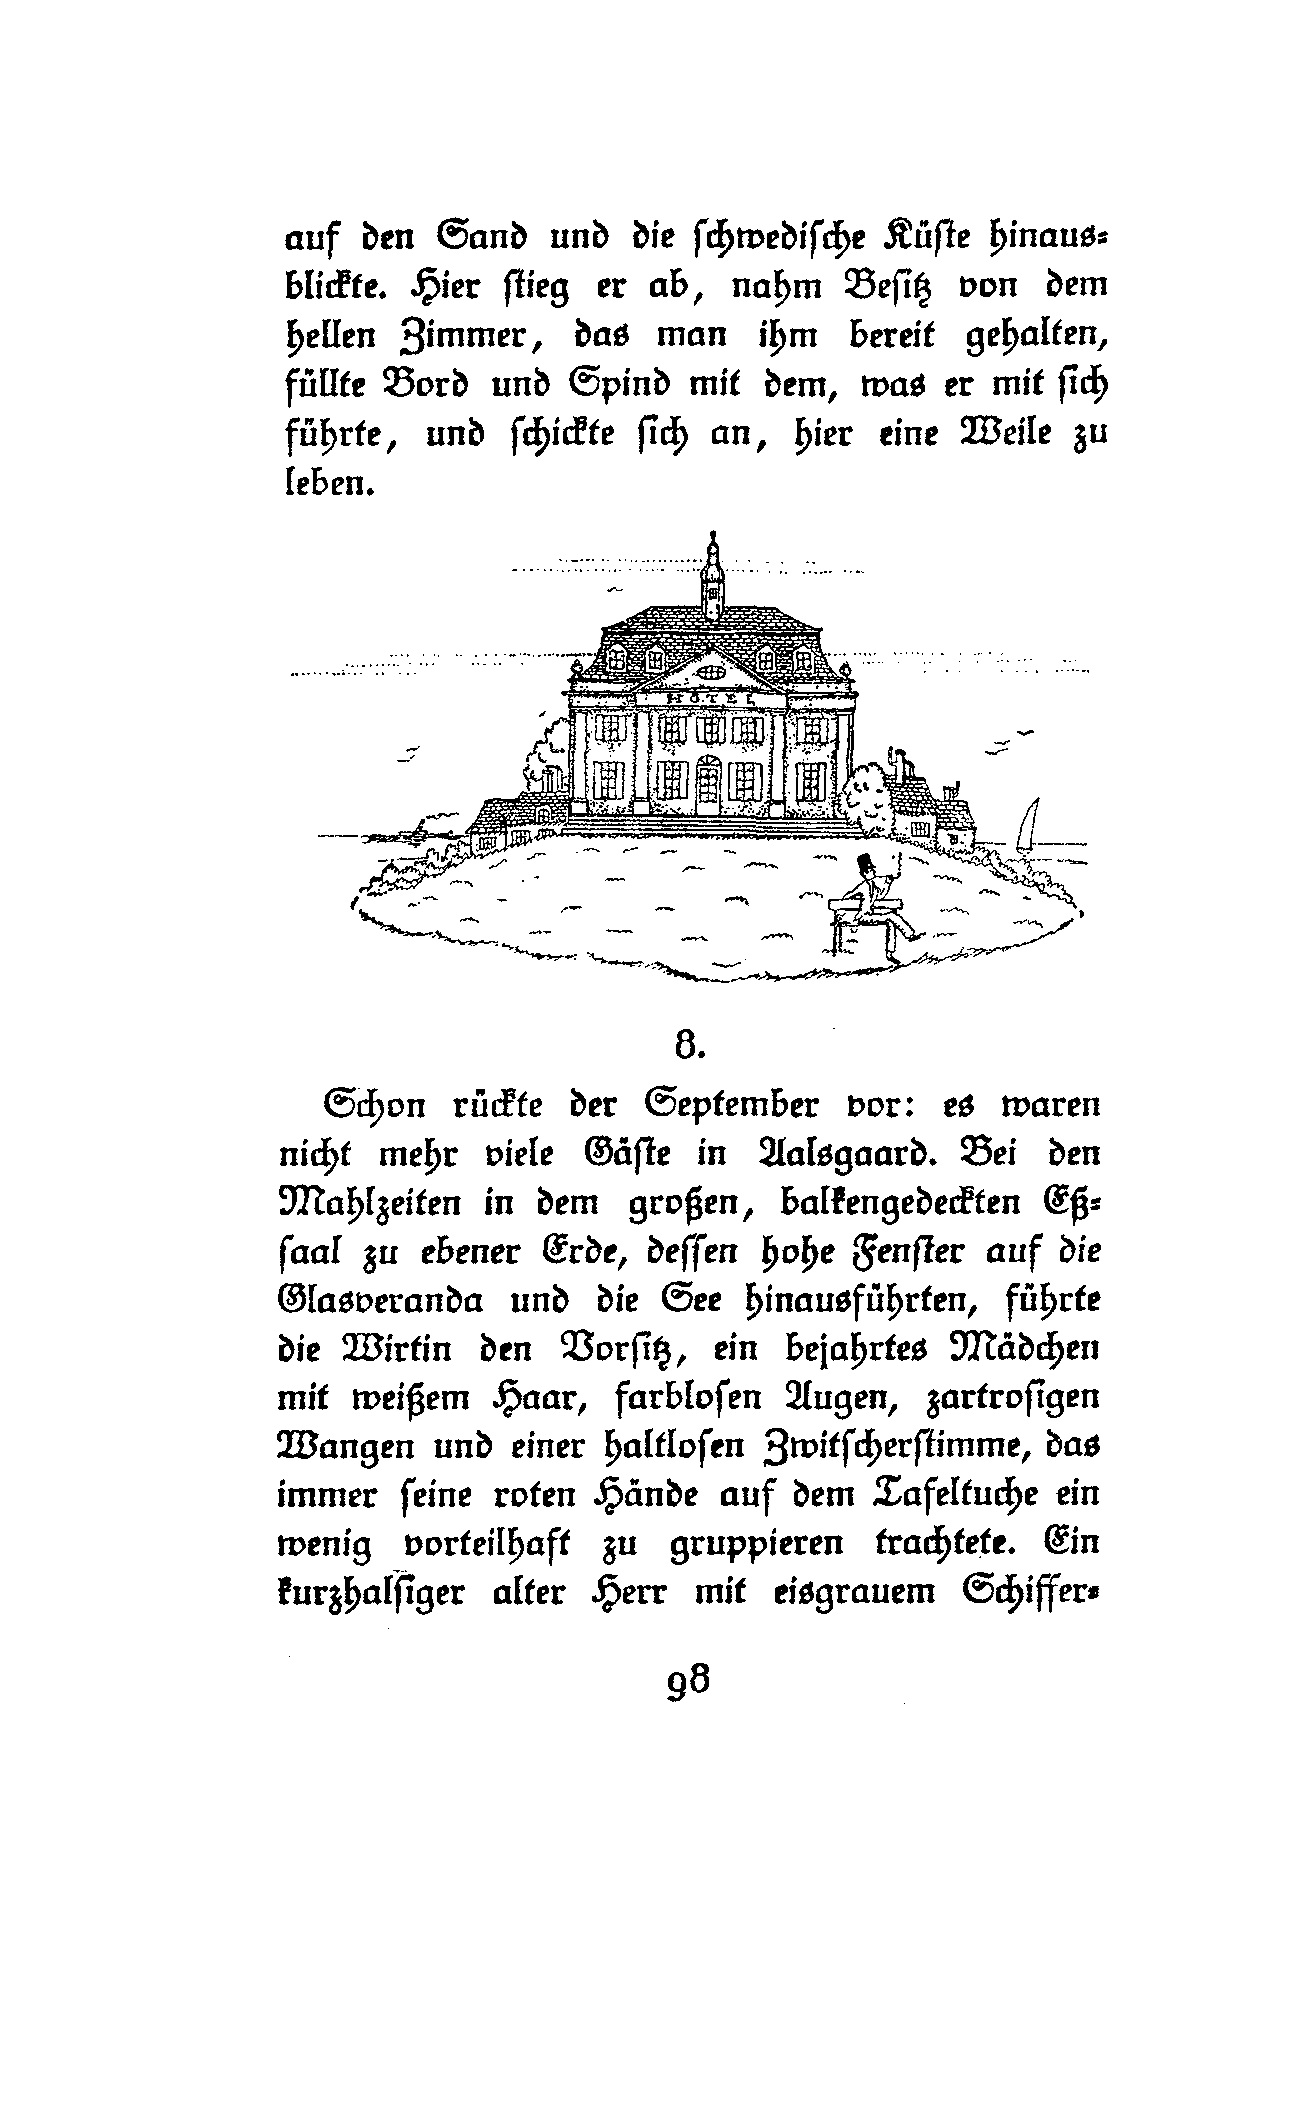 auf den Sand und die schwedische Küste hinaus-
blickte. Hier stieg er ab, nahm Besitz von dem
hellen Zimmer, das man ihm bereit gehalten,
füllte Bord und Spind mit dem, was er mit sich
führte, und schickte sich an, hier eine Weile zu
leben.
HOTEL
8.
Schon rückte der September vor: es waren
nicht mehr viele Gäste in Aalsgaard. Bei den
Mahlzeiten in dem großen, balkengedeckten Eß-
saal zu ebener Erde, dessen hohe Fenster auf die
Glasveranda und die See hinausführten, führte
die Wirtin den Vorsitz, ein bejahrtes Mädchen
mit weißem Haar, farblosen Augen, zartrosigen
Wangen und einer haltlosen Zwitscherstimme, das
immer seine roten Hände auf dem Tafeltuche ein
wenig vorteilhaft zu gruppieren trachtete. Ein
kurzhalsiger alter Herr mit eisgrauem Schiffer-
98